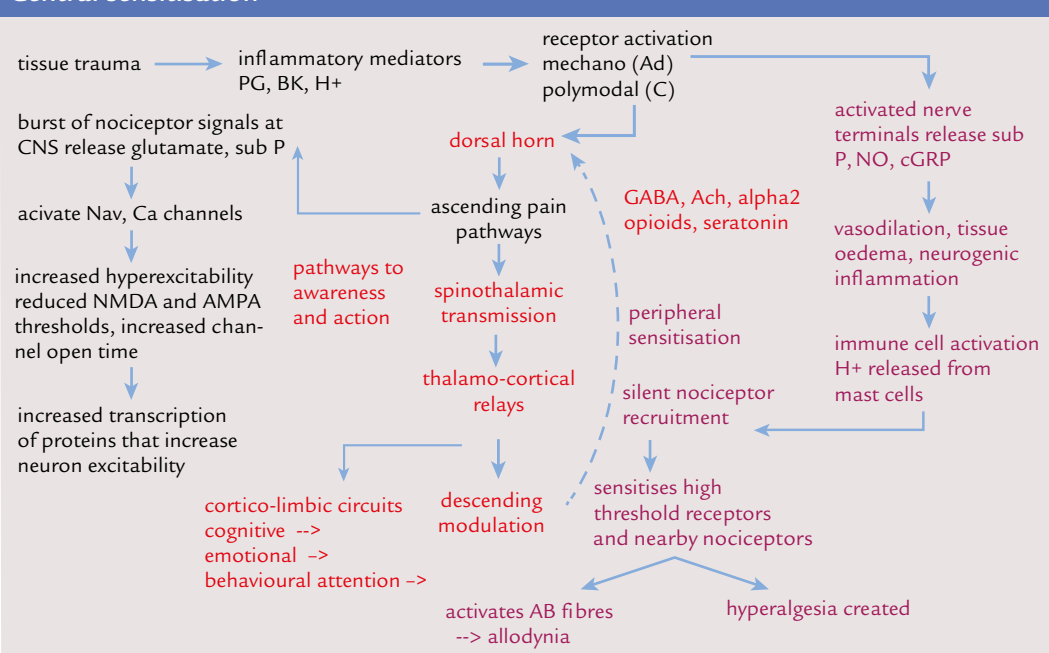 Central sensitisation
tissue trauma
inflammatory mediators
PG, BK, H+
receptor activation
mechano (Ad)
polymodal (C)
burst of nociceptor signals at
CNS release glutamate, sub P
acivate Nav, Ca channels
increased hyperexcitability
reduced NMDA and AMPA
thresholds, increased chan-
nel open time
increased transcription
of proteins that increase
neuron excitability
dorsal horn
ascending pain
pathways
pathways to
awareness
and action
spinothalamic
transmission
thalamo-cortical
relays
cortico-limbic circuits
cognitive -->
emotional ->
behavioural attention ->
descending
modulation
GABA, Ach, alpha2
opioids, seratonin
peripheral
sensitisation
activated nerve
terminals release sub
P, NO, cGRP
vasodilation, tissue
oedema, neurogenic
inflammation
immune cell activation
H+ released from
mast cells
silent nociceptor
recruitment
sensitises high
threshold receptors
and nearby nociceptors
activates AB fibres
--> allodynia
hyperalgesia created